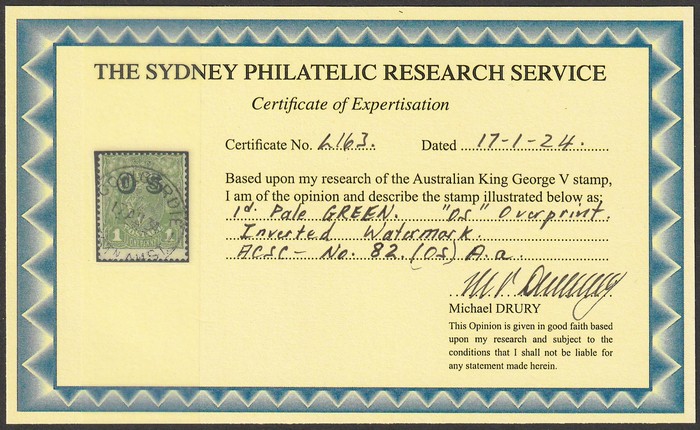 THE SYDNEY PHILATELIC RESEARCH SERVICE
Certificate of Expertisation
Certificate No. L163. Dated 17-1-24.
Based upon my research of the Australian King George V stamp,
I am of the opinion and describe the stamp illustrated below as;
1d. Pale GREEN. "OS" Overprint.
Inverted Watermark.
ACSC - No. 82.(OS) A.a.
Michael DRURY
This Opinion is given in good faith based
upon my research and subject to the
conditions that I shall not be liable for
any statement made herein.
O S
1 1